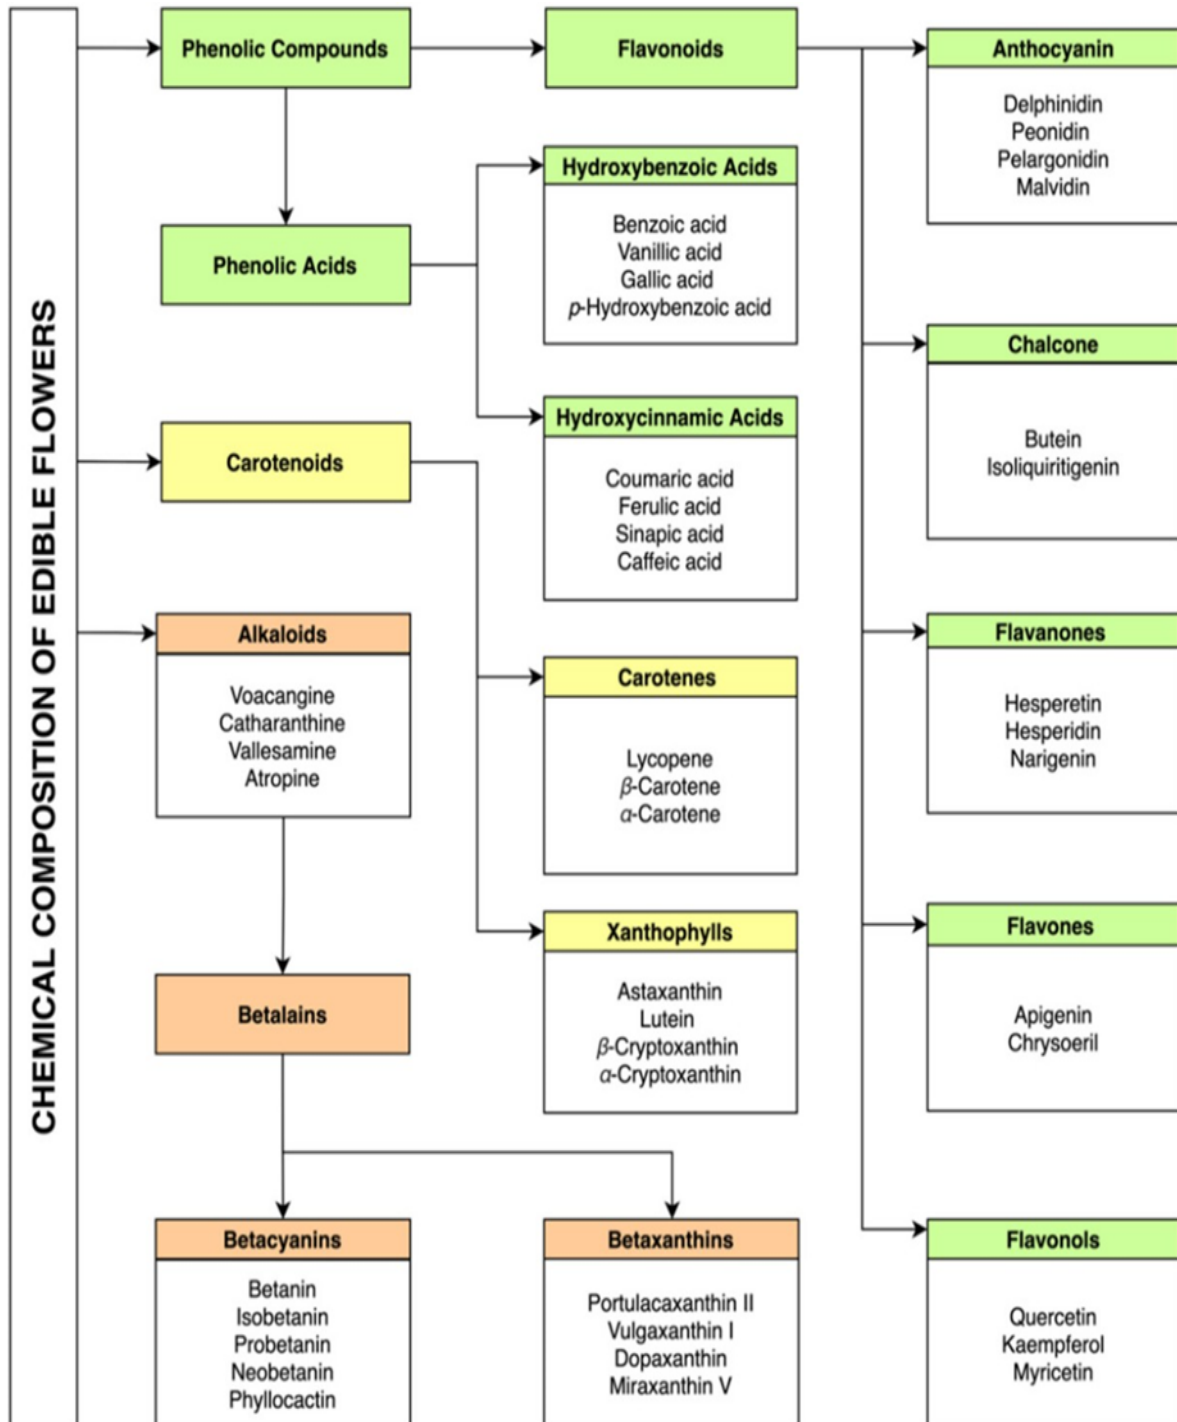 CHEMICAL COMPOSITION OF EDIBLE FLOWERS
Phenolic Compounds
Flavonoids
Anthocyanin
Delphinidin
Peonidin
Pelargonidin
Malvidin
Phenolic Acids
Hydroxybenzoic Acids
Benzoic acid
Vanillic acid
Gallic acid
p-Hydroxybenzoic acid
Hydroxycinnamic Acids
Coumaric acid
Ferulic acid
Sinapic acid
Caffeic acid
Chalcone
Butein
Isoliquiritigenin
Carotenoids
Carotenes
Lycopene
β-Carotene
α-Carotene
Xanthophylls
Astaxanthin
Lutein
β-Cryptoxanthin
α-Cryptoxanthin
Flavanones
Hesperetin
Hesperidin
Narigenin
Flavones
Apigenin
Chrysoeril
Alkaloids
Voacangine
Catharanthine
Vallesamine
Atropine
Betalains
Betacyanins
Betanin
Isobetanin
Probetanin
Neobetanin
Phyllocactin
Betaxanthins
Portulacaxanthin II
Vulgaxanthin I
Dopaxanthin
Miraxanthin V
Flavonols
Quercetin
Kaempferol
Myricetin